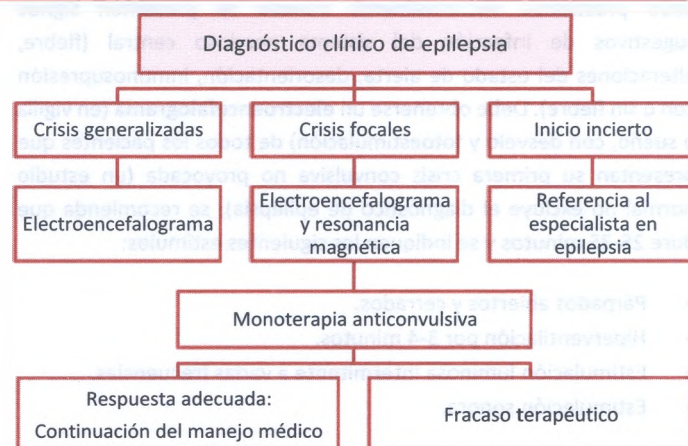 Diagnóstico clínico de epilepsia
Crisis generalizadas
Crisis focales
Inicio incierto
Electroencefalograma
Electroencefalograma
y resonancia
magnética
Referencia al
especialista en
epilepsia
Monoterapia anticonvulsiva
Respuesta adecuada:
Continuación del manejo médico
Fracaso terapéutico